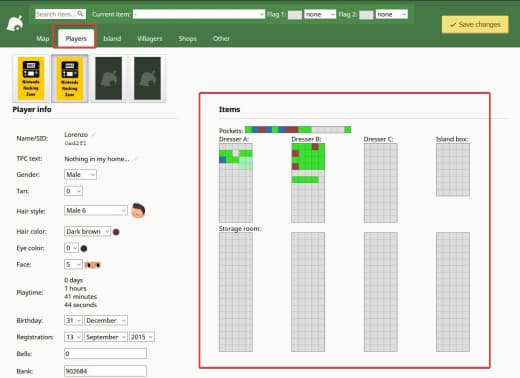 Search item... Current item: - Flag 1: none Flag 2: none
Save changes
Map Players Island Villagers Shops Other
Nintendo Hacking Zone
Nintendo Hacking Zone
Player info
Items
Pockets:
Dresser A: Dresser B: Dresser C: Island box:
Storage room:
Name/SID: Lorenzo
0xd2f1
TPC text: Nothing in my home...
Gender: Male
Tan: 0
Hair style: Male 6
Hair color: Dark brown
Eye color: 0
Face: 5
Playtime: 0 days
1 hours
41 minutes
44 seconds
Birthday: 31 December
Registration: 13 September 2015
Bells: 0
Bank: 902684